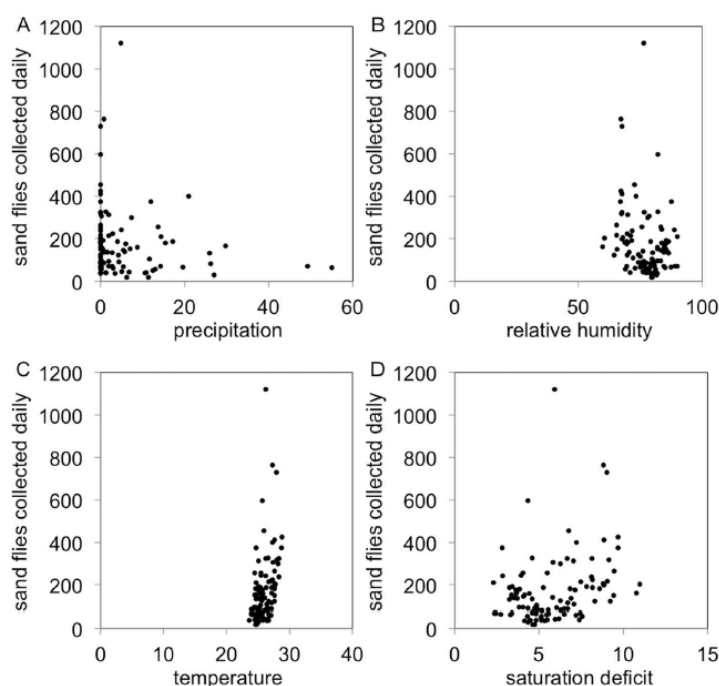 A
B
sand flies collected daily
1200
1000
800
600
400
200
0
0 20 40 60
precipitation
sand flies collected daily
1200
1000
800
600
400
200
0
0 50 100
relative humidity
C
D
sand flies collected daily
1200
1000
800
600
400
200
0
0 10 20 30 40
temperature
sand flies collected daily
1200
1000
800
600
400
200
0
0 5 10 15
saturation deficit